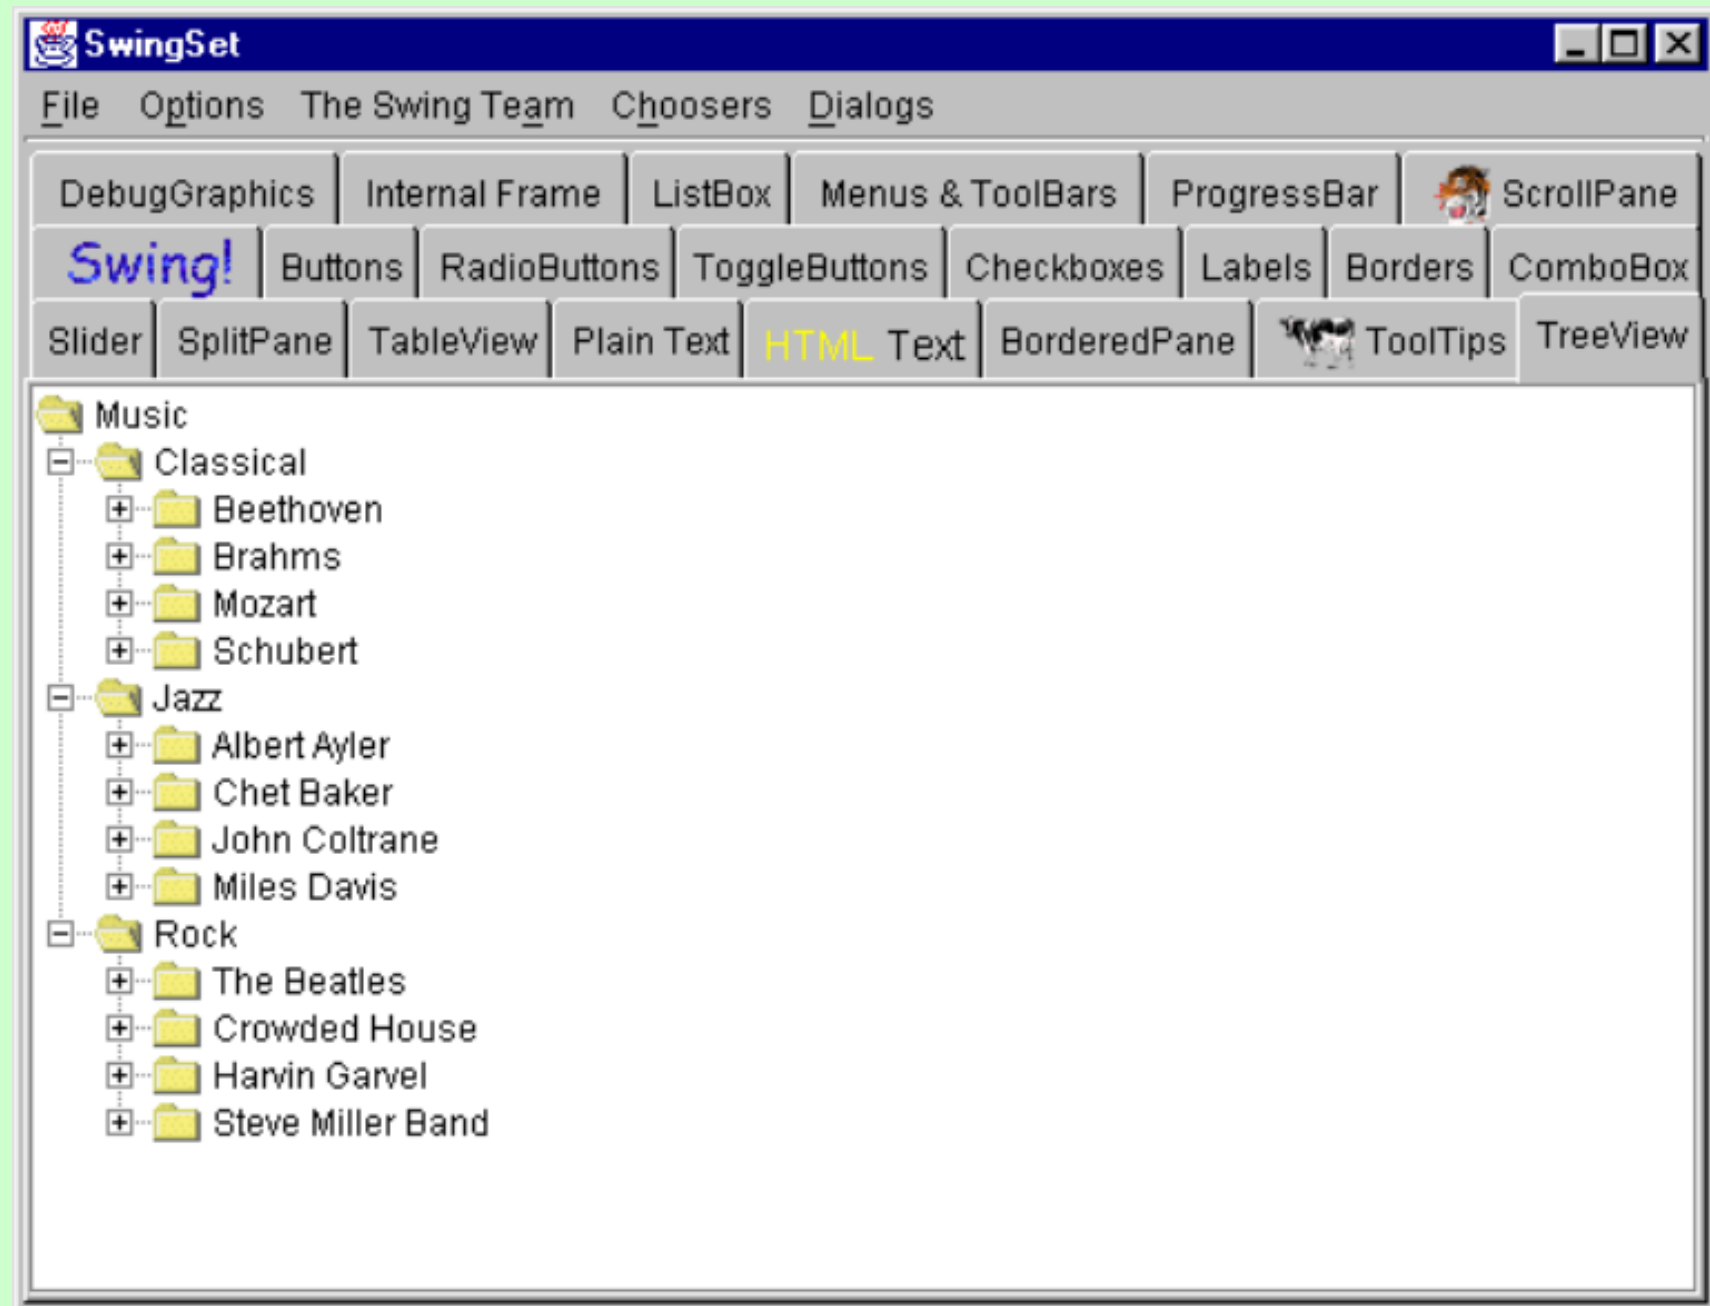 SwingSet
File Options The Swing Team Choosers Dialogs
DebugGraphics Internal Frame ListBox Menus & ToolBars ProgressBar ScrollPane
Swing! Buttons RadioButtons ToggleButtons Checkboxes Labels Borders ComboBox
Slider SplitPane TableView Plain Text HTML Text BorderedPane ToolTips TreeView
Music
Classical
Beethoven
Brahms
Mozart
Schubert
Jazz
Albert Ayler
Chet Baker
John Coltrane
Miles Davis
Rock
The Beatles
Crowded House
Harvin Garvel
Steve Miller Band